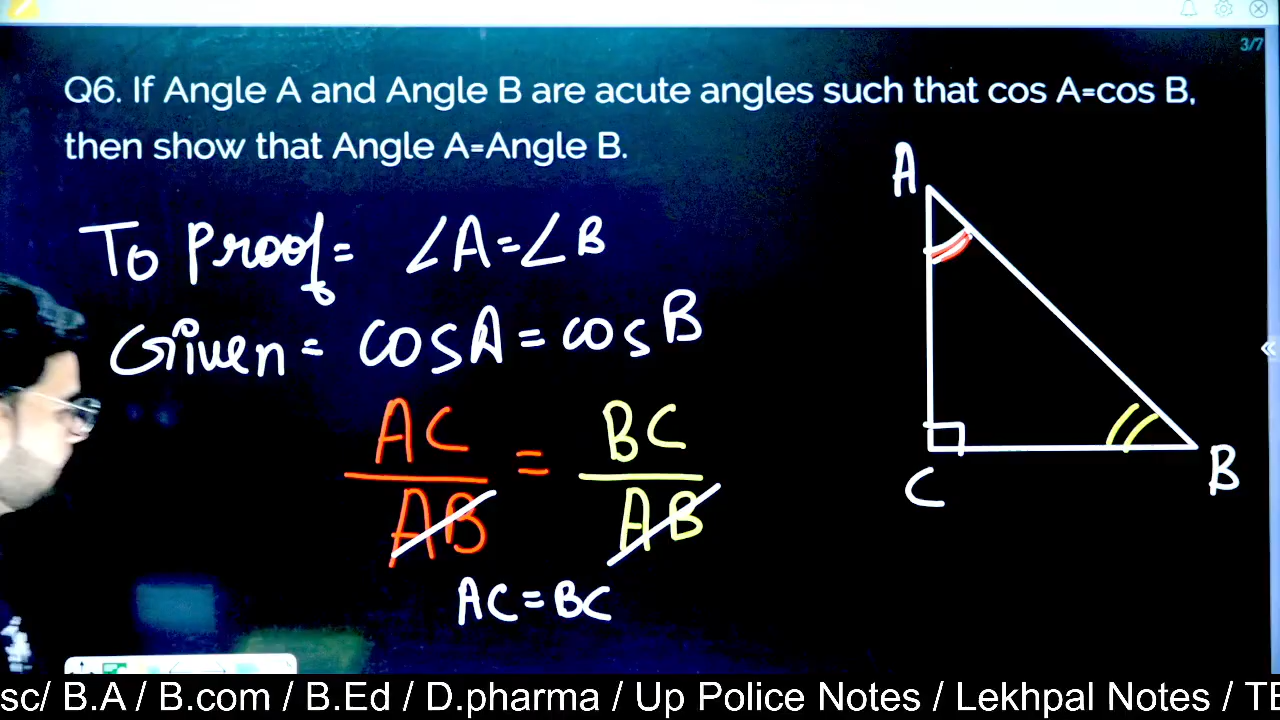 3/7
Q6. If Angle A and Angle B are acute angles such that cos A=cos B,
then show that Angle A=Angle B.
To Proof= ∠A=∠B
Given= cosA=cosB
AC/AB = BC/AB
AC=BC
A
C
B
sc/ B.A / B.com / B.Ed / D.pharma / Up Police Notes / Lekhpal Notes / TE